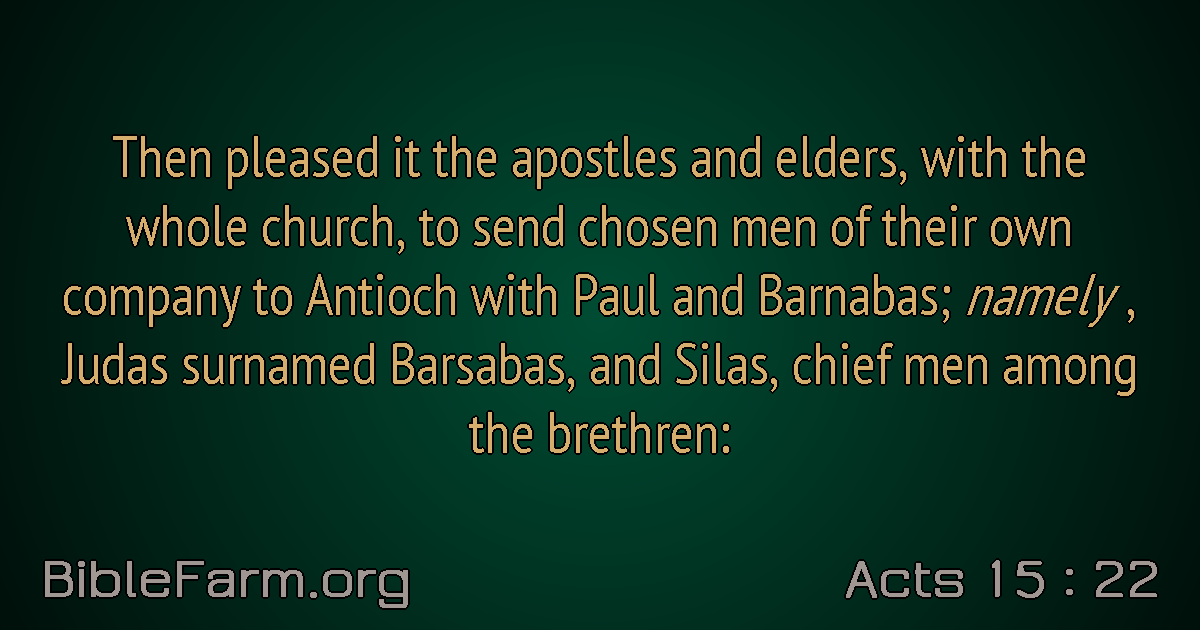 Then pleased it the apostles and elders, with the
whole church, to send chosen men of their own
company to Antioch with Paul and Barnabas; namely ,
Judas surnamed Barsabas, and Silas, chief men among
the brethren:
BibleFarm.org
Acts 15 : 22